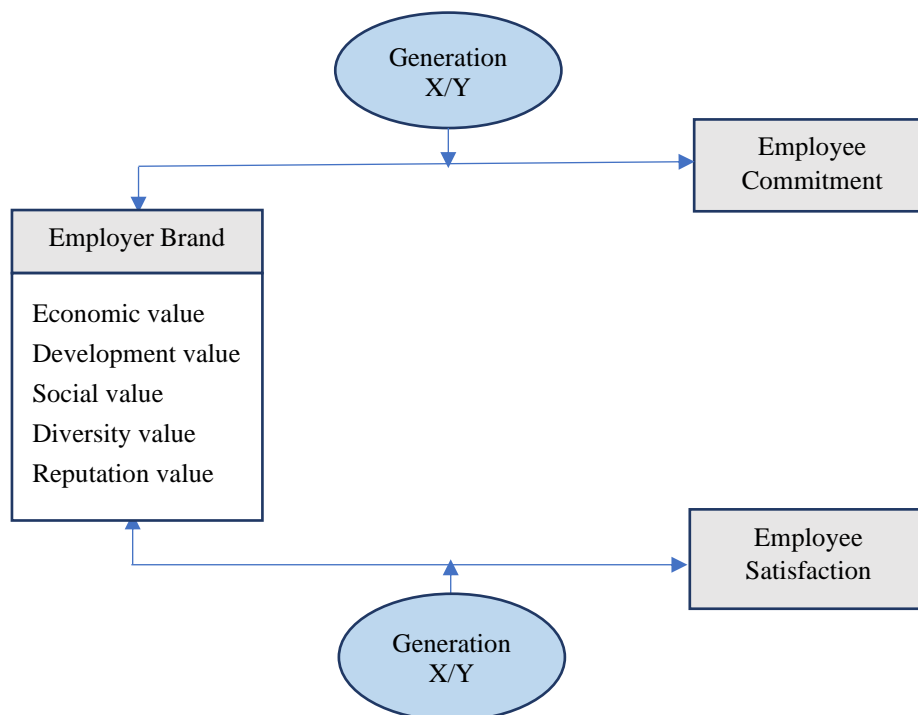 Generation
X/Y
Employee
Commitment
Employer Brand
Economic value
Development value
Social value
Diversity value
Reputation value
Employee
Satisfaction
Generation
X/Y